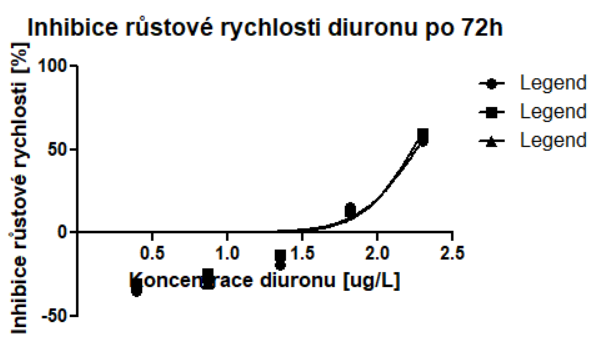 Inhibice růstové rychlosti diuronu po 72h
Inhibice růstové rychlosti [%]
100
50
0
-50
0.5
1.0
1.5
2.0
2.5
Koncentrace diuronu [ug/L]
Legend
Legend
Legend